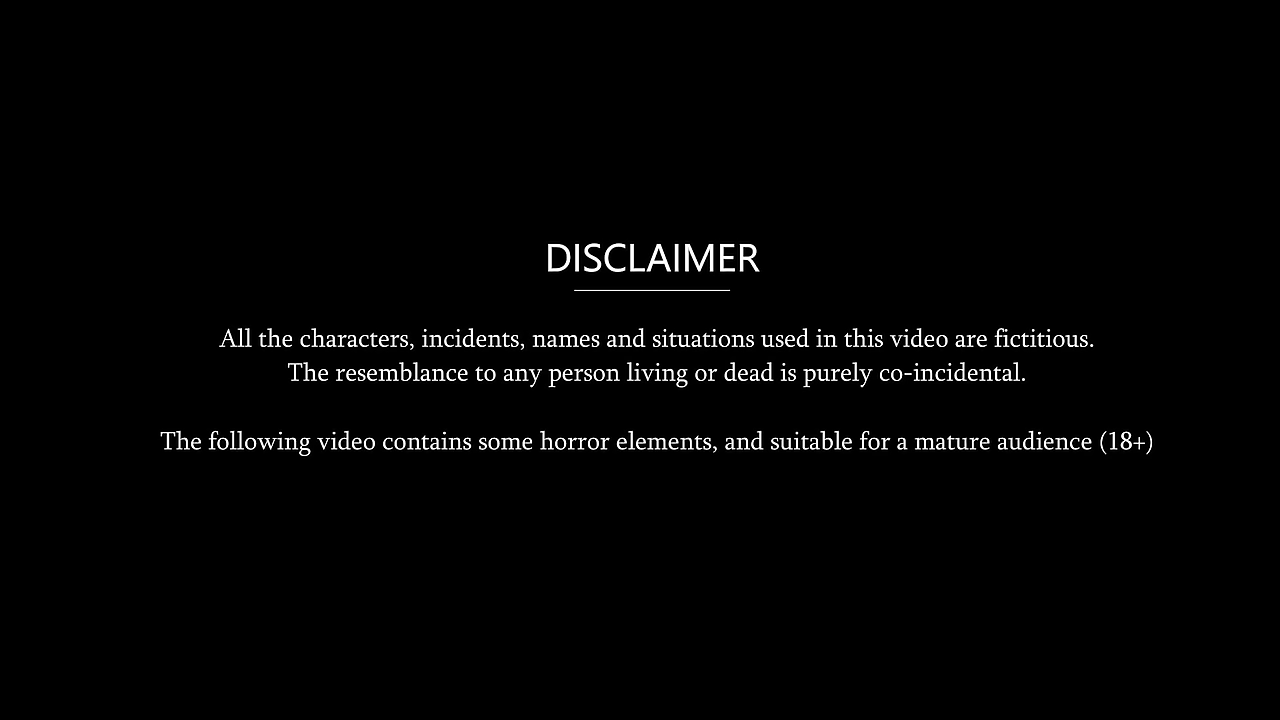 DISCLAIMER
All the characters, incidents, names and situations used in this video are fictitious.
The resemblance to any person living or dead is purely co-incidental.
The following video contains some horror elements, and suitable for a mature audience (18+)